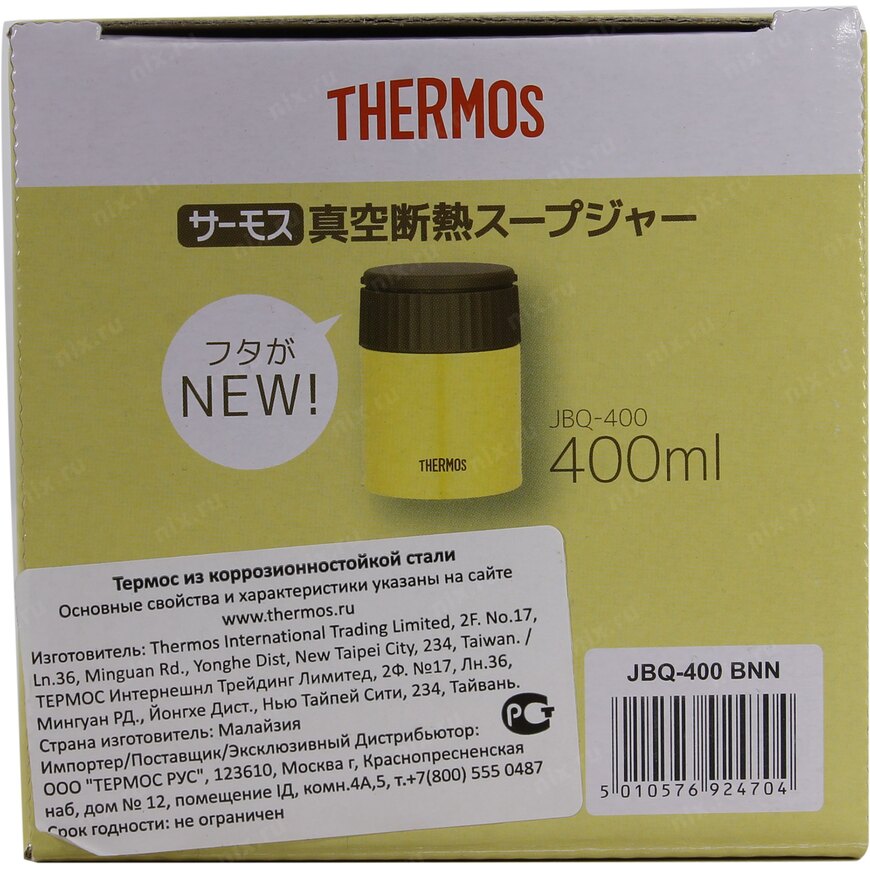 THERMOS
サーモス 真空断熱スープジャー
フタが
NEW!
JBQ-400
400ml
THERMOS
Термос из коррозионностойкой стали
Основные свойства и характеристики указаны на сайте
www.thermos.ru
Изготовитель: Thermos International Trading Limited, 2F. No.17,
Ln.36, Minguan Rd., Yonghe Dist, New Taipei City, 234, Taiwan. /
ТЕРМОС Интернешнл Трейдинг Лимитед, 2Ф. №17, Лн.36,
Мингуан РД., Йонгхе Дист., Нью Тайпей Сити, 234, Тайвань.
Страна изготовитель: Малайзия
Импортер/Поставщик/Эксклюзивный Дистрибьютор:
ООО "ТЕРМОС РУС", 123610, Москва г, Краснопресненская
наб, дом № 12, помещение IД, комн.4А,5, т.+7(800) 555 0487
Срок годности: не ограничен
РСТ
JBQ-400 BNN
5 010576 924704
nix.ru